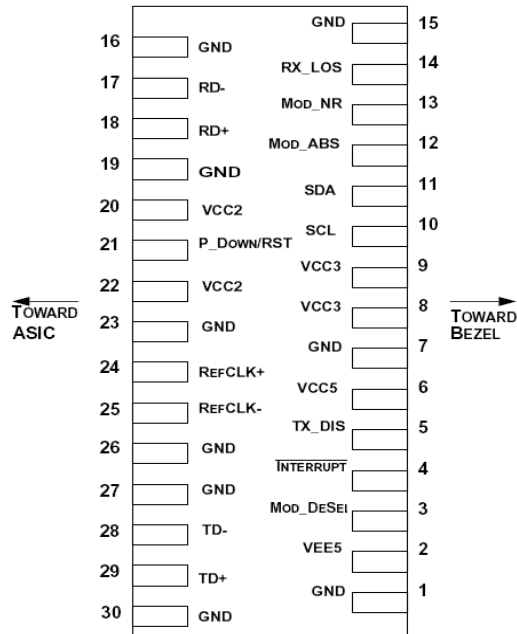 16 GND
17 RD-
18 RD+
19 GND
20 VCC2
21 P_DOWN/RST
22 VCC2
23 GND
24 REFCLK+
25 REFCLK-
26 GND
27 GND
28 TD-
29 TD+
30 GND
GND 15
RX_LOS 14
MOD_NR 13
MOD_ABS 12
SDA 11
SCL 10
VCC3 9
VCC3 8
GND 7
VCC5 6
TX_DIS 5
INTERRUPT 4
MOD_DESEL 3
VEE5 2
GND 1
TOWARD
ASIC
TOWARD
BEZEL